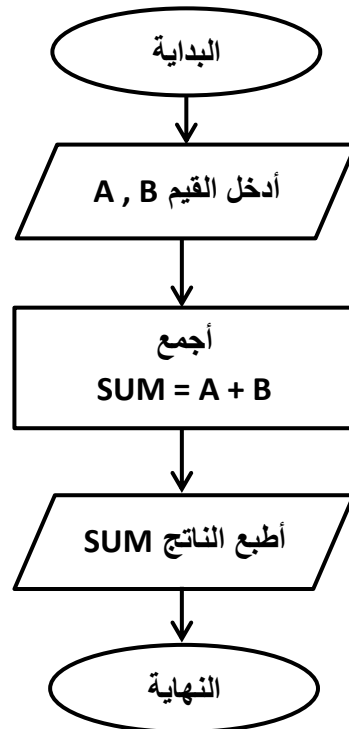 البداية
أدخل القيم A , B
أجمع
SUM = A + B
أطبع الناتج SUM
النهاية